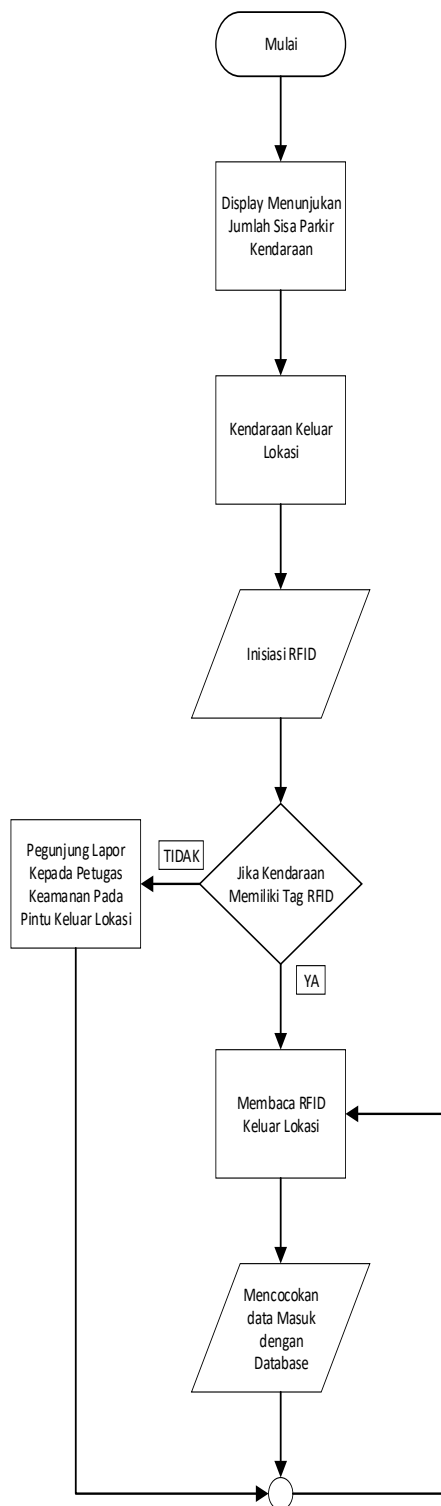 Mulai
Display Menunjukan
Jumlah Sisa Parkir
Kendaraan
Kendaraan Keluar
Lokasi
Inisiasi RFID
Jika Kendaraan
Memiliki Tag RFID
TIDAK
Pegunjung Lapor
Kepada Petugas
Keamanan Pada
Pintu Keluar Lokasi
YA
Membaca RFID
Keluar Lokasi
Mencocokan
data Masuk
dengan
Database